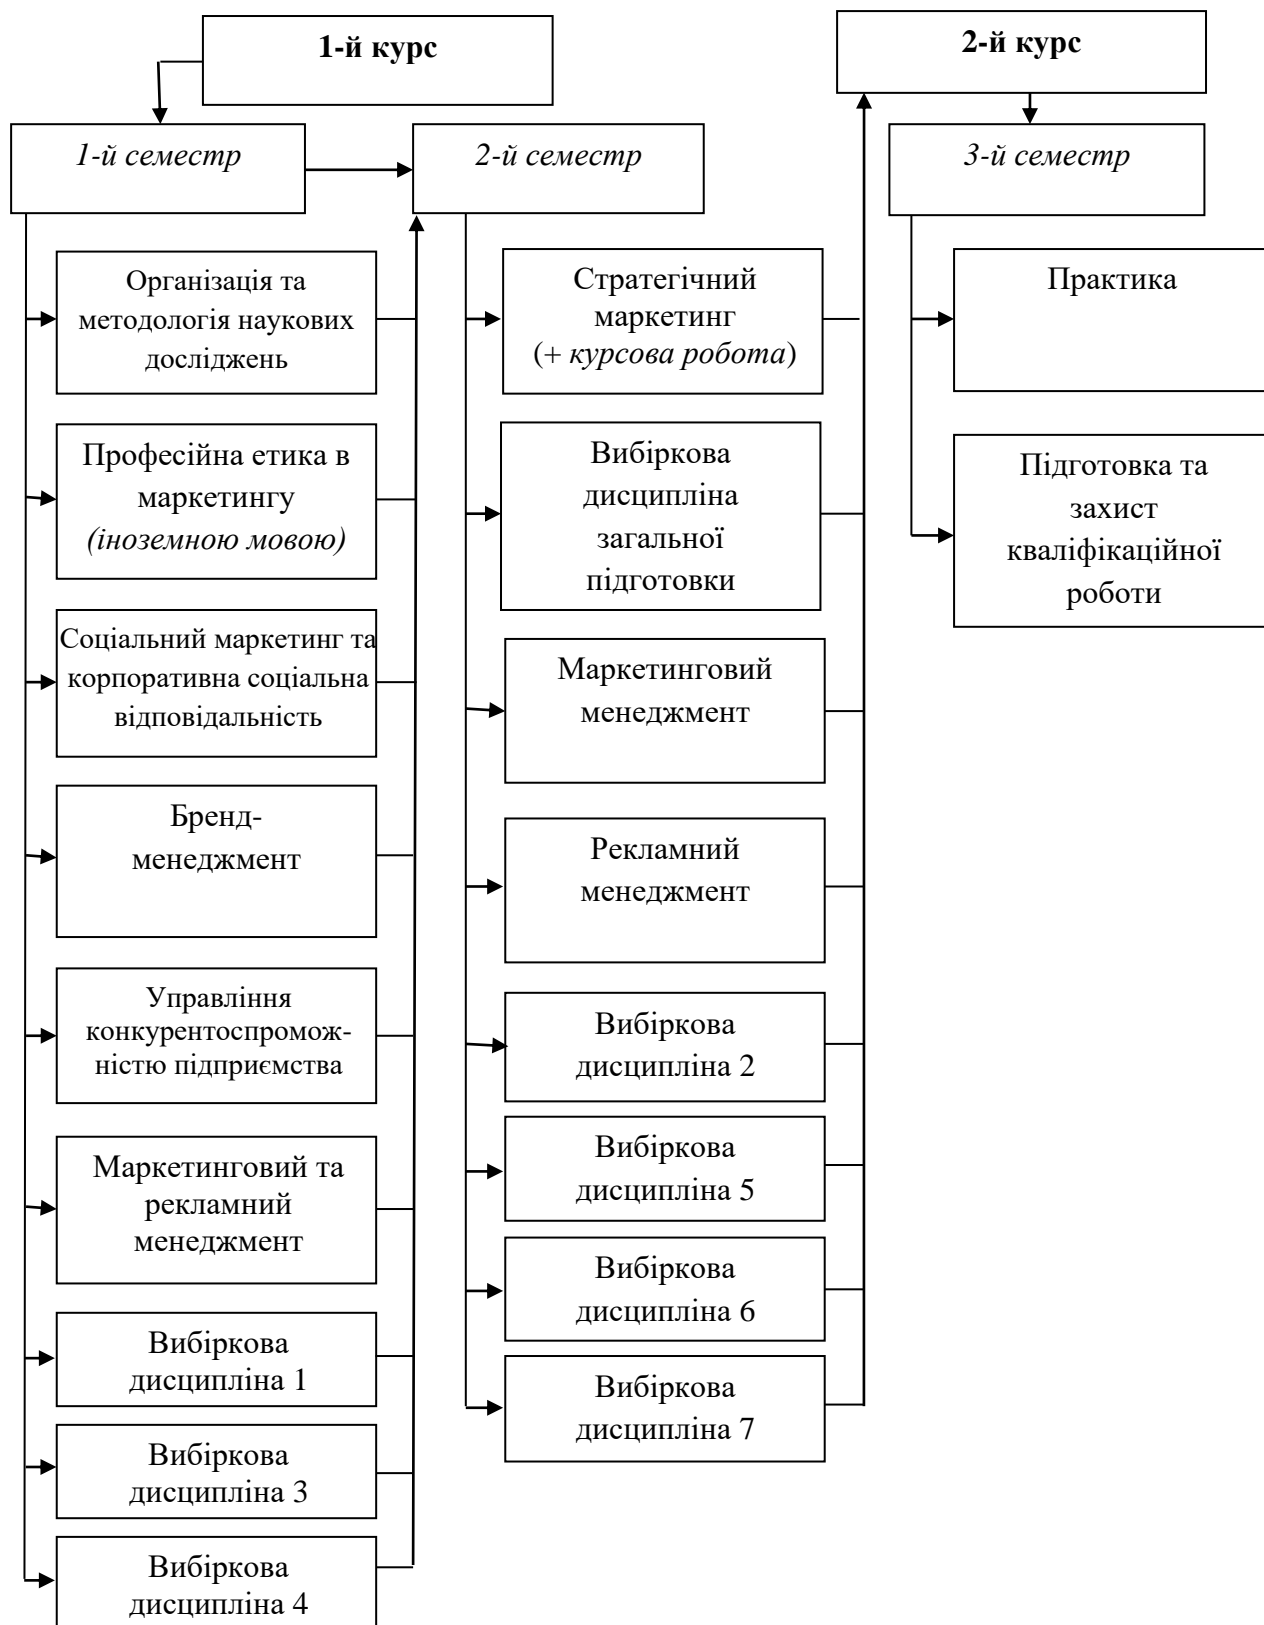 1-й курс
2-й курс
1-й семестр
2-й семестр
3-й семестр
Організація та
методологія наукових
досліджень
Професійна етика в
маркетингу
(іноземною мовою)
Соціальний маркетинг та
корпоративна соціальна
відповідальність
Бренд-
менеджмент
Управління
конкурентоспромож-
ністю підприємства
Маркетинговий та
рекламний
менеджмент
Вибіркова
дисципліна 1
Вибіркова
дисципліна 3
Вибіркова
дисципліна 4
Стратегічний
маркетинг
(+ курсова робота)
Вибіркова
дисципліна
загальної
підготовки
Маркетинговий
менеджмент
Рекламний
менеджмент
Вибіркова
дисципліна 2
Вибіркова
дисципліна 5
Вибіркова
дисципліна 6
Вибіркова
дисципліна 7
Практика
Підготовка та
захист
кваліфікаційної
роботи